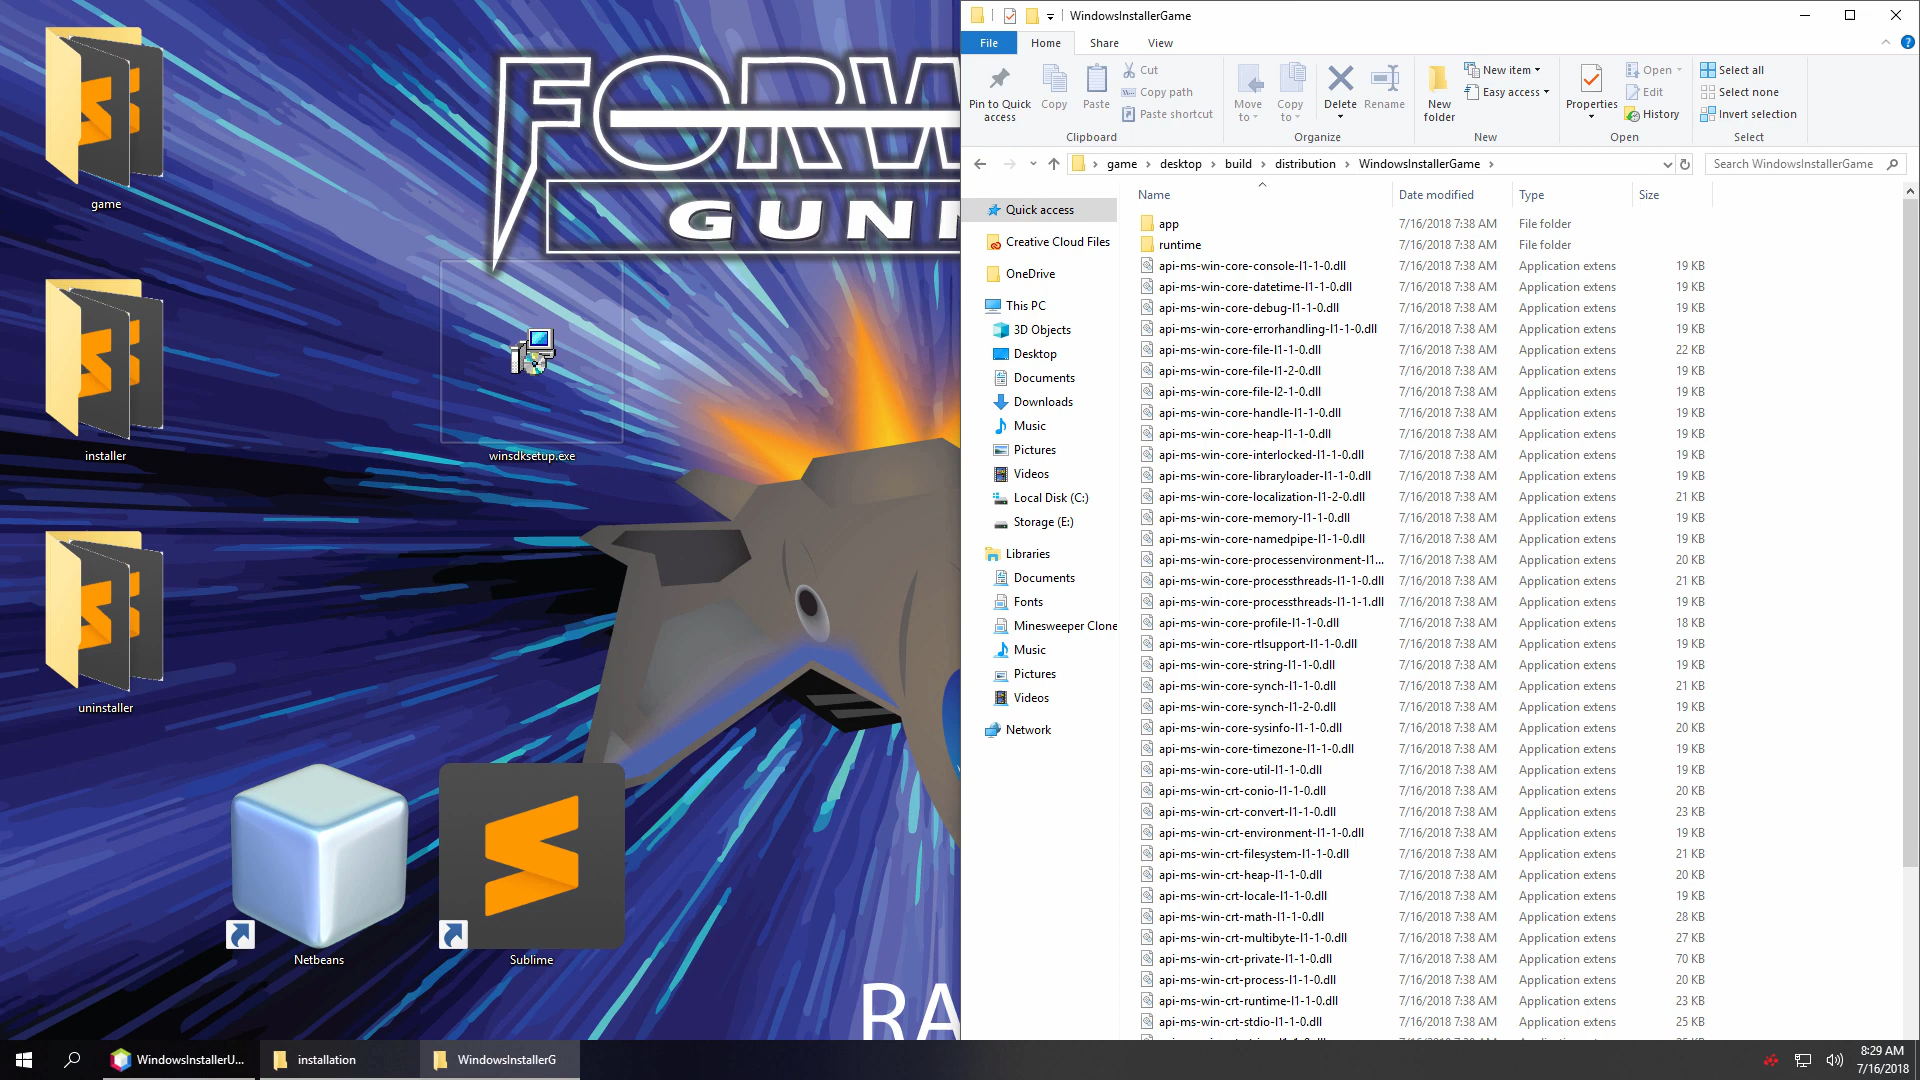 game
installer
uninstaller
FORW
GUN
winsdksetup.exe
Netbeans
Sublime
RA
WindowsInstallerGame
File
Home
Share
View
Pin to Quick access
Copy
Paste
Cut
Copy path
Paste shortcut
Clipboard
Move to
Copy to
Delete
Rename
Organize
New folder
New item
Easy access
New
Properties
Open
Edit
History
Open
Select all
Select none
Invert selection
Select
game
desktop
build
distribution
WindowsInstallerGame
Search WindowsInstallerGame
Quick access
Creative Cloud Files
OneDrive
This PC
3D Objects
Desktop
Documents
Downloads
Music
Pictures
Videos
Local Disk (C:)
Storage (E:)
Libraries
Documents
Fonts
Minesweeper Clone
Music
Pictures
Videos
Network
Name Date modified Type Size
app 7/16/2018 7:38 AM File folder
runtime 7/16/2018 7:38 AM File folder
api-ms-win-core-console-l1-1-0.dll 7/16/2018 7:38 AM Application extens 19 KB
api-ms-win-core-datetime-l1-1-0.dll 7/16/2018 7:38 AM Application extens 19 KB
api-ms-win-core-debug-l1-1-0.dll 7/16/2018 7:38 AM Application extens 19 KB
api-ms-win-core-errorhandling-l1-1-0.dll 7/16/2018 7:38 AM Application extens 19 KB
api-ms-win-core-file-l1-1-0.dll 7/16/2018 7:38 AM Application extens 22 KB
api-ms-win-core-file-l1-2-0.dll 7/16/2018 7:38 AM Application extens 19 KB
api-ms-win-core-file-l2-1-0.dll 7/16/2018 7:38 AM Application extens 19 KB
api-ms-win-core-handle-l1-1-0.dll 7/16/2018 7:38 AM Application extens 19 KB
api-ms-win-core-heap-l1-1-0.dll 7/16/2018 7:38 AM Application extens 19 KB
api-ms-win-core-interlocked-l1-1-0.dll 7/16/2018 7:38 AM Application extens 19 KB
api-ms-win-core-libraryloader-l1-1-0.dll 7/16/2018 7:38 AM Application extens 19 KB
api-ms-win-core-localization-l1-2-0.dll 7/16/2018 7:38 AM Application extens 21 KB
api-ms-win-core-memory-l1-1-0.dll 7/16/2018 7:38 AM Application extens 19 KB
api-ms-win-core-namedpipe-l1-1-0.dll 7/16/2018 7:38 AM Application extens 19 KB
api-ms-win-core-processenvironment-l1... 7/16/2018 7:38 AM Application extens 20 KB
api-ms-win-core-processthreads-l1-1-0.dll 7/16/2018 7:38 AM Application extens 21 KB
api-ms-win-core-processthreads-l1-1-1.dll 7/16/2018 7:38 AM Application extens 19 KB
api-ms-win-core-profile-l1-1-0.dll 7/16/2018 7:38 AM Application extens 18 KB
api-ms-win-core-rtlsupport-l1-1-0.dll 7/16/2018 7:38 AM Application extens 19 KB
api-ms-win-core-string-l1-1-0.dll 7/16/2018 7:38 AM Application extens 19 KB
api-ms-win-core-synch-l1-1-0.dll 7/16/2018 7:38 AM Application extens 21 KB
api-ms-win-core-synch-l1-2-0.dll 7/16/2018 7:38 AM Application extens 19 KB
api-ms-win-core-sysinfo-l1-1-0.dll 7/16/2018 7:38 AM Application extens 20 KB
api-ms-win-core-timezone-l1-1-0.dll 7/16/2018 7:38 AM Application extens 19 KB
api-ms-win-core-util-l1-1-0.dll 7/16/2018 7:38 AM Application extens 19 KB
api-ms-win-crt-conio-l1-1-0.dll 7/16/2018 7:38 AM Application extens 20 KB
api-ms-win-crt-convert-l1-1-0.dll 7/16/2018 7:38 AM Application extens 23 KB
api-ms-win-crt-environment-l1-1-0.dll 7/16/2018 7:38 AM Application extens 19 KB
api-ms-win-crt-filesystem-l1-1-0.dll 7/16/2018 7:38 AM Application extens 21 KB
api-ms-win-crt-heap-l1-1-0.dll 7/16/2018 7:38 AM Application extens 20 KB
api-ms-win-crt-locale-l1-1-0.dll 7/16/2018 7:38 AM Application extens 19 KB
api-ms-win-crt-math-l1-1-0.dll 7/16/2018 7:38 AM Application extens 28 KB
api-ms-win-crt-multibyte-l1-1-0.dll 7/16/2018 7:38 AM Application extens 27 KB
api-ms-win-crt-private-l1-1-0.dll 7/16/2018 7:38 AM Application extens 70 KB
api-ms-win-crt-process-l1-1-0.dll 7/16/2018 7:38 AM Application extens 20 KB
api-ms-win-crt-runtime-l1-1-0.dll 7/16/2018 7:38 AM Application extens 23 KB
api-ms-win-crt-stdio-l1-1-0.dll 7/16/2018 7:38 AM Application extens 25 KB
WindowsInstallerU...
installation
WindowsInstallerG
8:29 AM
7/16/2018